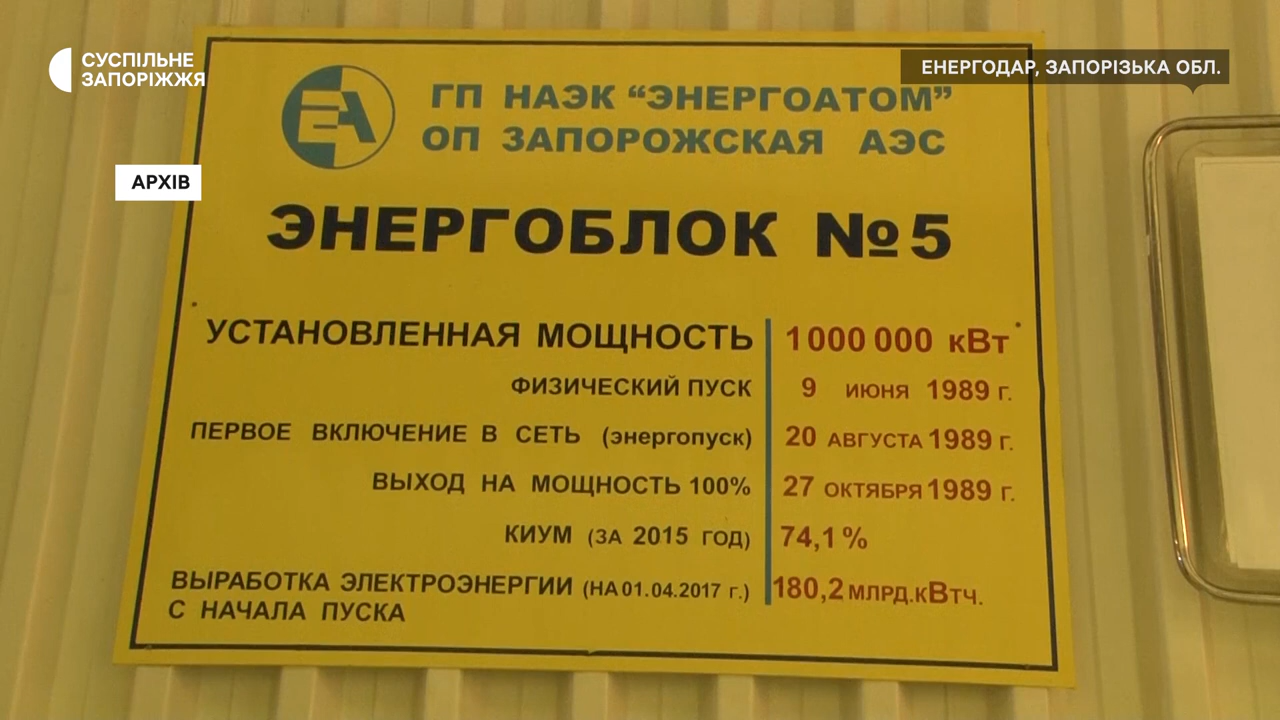 СУСПІЛЬНЕ
ЗАПОРІЖЖЯ
ЕНЕРГОДАР, ЗАПОРІЗЬКА ОБЛ.
АРХІВ
ЕА
ГП НАЭК “ЭНЕРГОАТОМ”
ОП ЗАПОРОЖСКАЯ АЭС
ЭНЕРГОБЛОК №5
УСТАНОВЛЕННАЯ МОЩНОСТЬ 1000 000 кВт
ФИЗИЧЕСКИЙ ПУСК 9 ИЮНЯ 1989 г.
ПЕРВОЕ ВКЛЮЧЕНИЕ В СЕТЬ (энергопуск) 20 АВГУСТА 1989 г.
ВЫХОД НА МОЩНОСТЬ 100% 27 ОКТЯБРЯ 1989 г.
КИУМ (ЗА 2015 ГОД) 74,1%
ВЫРАБОТКА ЭЛЕКТРОЭНЕРГИИ (НА 01.04.2017 г.) 180,2 МЛРД.кВтч.
С НАЧАЛА ПУСКА